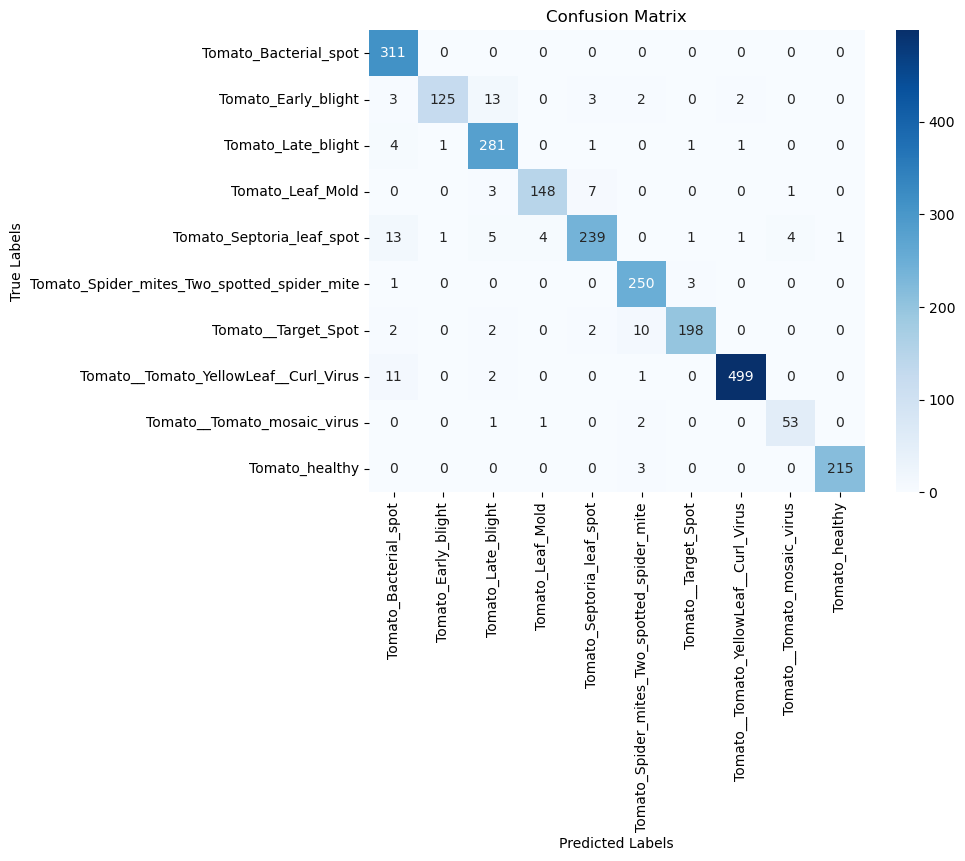 Confusion Matrix
Tomato_Bacterial_spot 311 0 0 0 0 0 0 0 0 0
Tomato_Early_blight 3 125 13 0 3 2 0 2 0 0
Tomato_Late_blight 4 1 281 0 1 0 1 1 0 0
Tomato_Leaf_Mold 0 0 3 148 7 0 0 0 1 0
Tomato_Septoria_leaf_spot 13 1 5 4 239 0 1 1 4 1
Tomato_Spider_mites_Two_spotted_spider_mite 1 0 0 0 0 250 3 0 0 0
Tomato__Target_Spot 2 0 2 0 2 10 198 0 0 0
Tomato__Tomato_YellowLeaf__Curl_Virus 11 0 2 0 1 1 0 499 0 0
Tomato__Tomato_mosaic_virus 0 0 1 1 0 2 0 0 53 0
Tomato_healthy 0 0 0 0 0 3 0 0 0 215
True Labels
Tomato_Bacterial_spot
Tomato_Early_blight
Tomato_Late_blight
Tomato_Leaf_Mold
Tomato_Septoria_leaf_spot
Tomato_Spider_mites_Two_spotted_spider_mite
Tomato__Target_Spot
Tomato__Tomato_YellowLeaf__Curl_Virus
Tomato__Tomato_mosaic_virus
Tomato_healthy
Predicted Labels
400
300
200
100
0